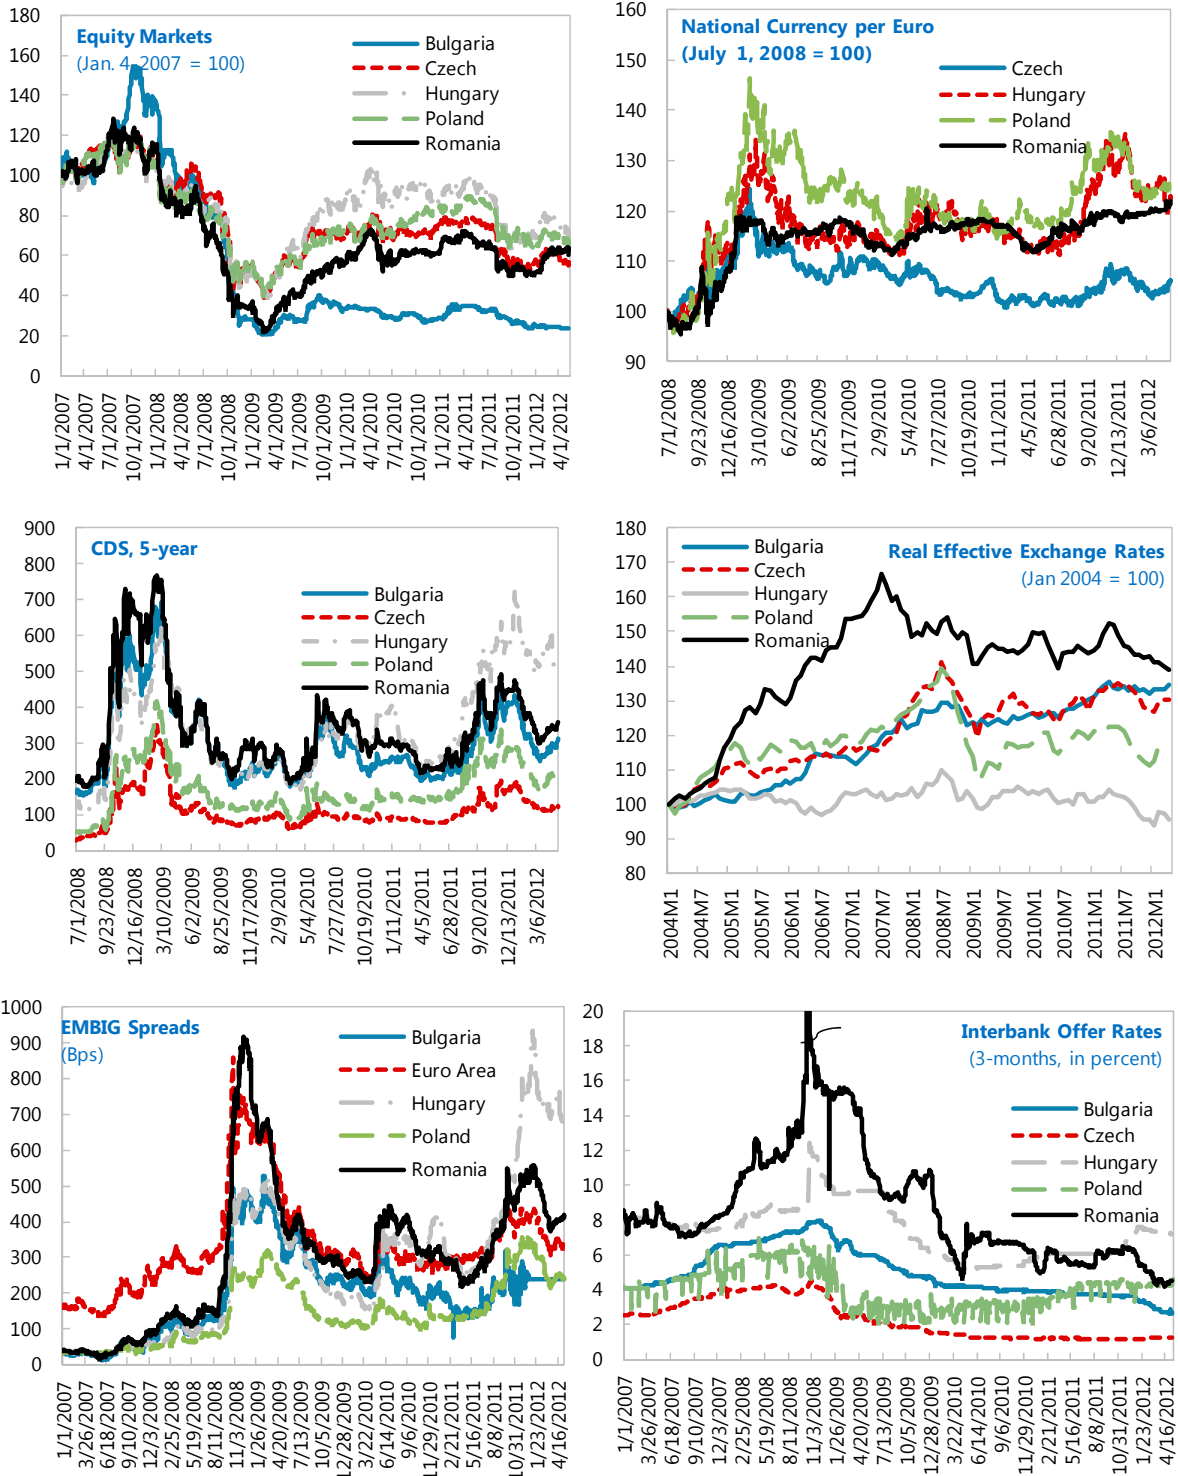 Equity Markets
(Jan. 4, 2007 = 100)
Bulgaria
Czech
Hungary
Poland
Romania
180
160
140
120
100
80
60
40
20
0
1/1/2007
4/1/2007
7/1/2007
10/1/2007
1/1/2008
4/1/2008
7/1/2008
10/1/2008
1/1/2009
4/1/2009
7/1/2009
10/1/2009
1/1/2010
4/1/2010
7/1/2010
10/1/2010
1/1/2011
4/1/2011
7/1/2011
10/1/2011
1/1/2012
4/1/2012
National Currency per Euro
(July 1, 2008 = 100)
Czech
Hungary
Poland
Romania
160
150
140
130
120
110
100
90
7/1/2008
9/23/2008
12/16/2008
3/10/2009
6/2/2009
8/25/2009
11/17/2009
2/9/2010
5/4/2010
7/27/2010
10/19/2010
1/11/2011
4/5/2011
6/28/2011
9/20/2011
12/13/2011
3/6/2012
CDS, 5-year
Bulgaria
Czech
Hungary
Poland
Romania
900
800
700
600
500
400
300
200
100
0
7/1/2008
9/23/2008
12/16/2008
3/10/2009
6/2/2009
8/25/2009
11/17/2009
2/9/2010
5/4/2010
7/27/2010
10/19/2010
1/11/2011
4/5/2011
6/28/2011
9/20/2011
12/13/2011
3/6/2012
Real Effective Exchange Rates
(Jan 2004 = 100)
Bulgaria
Czech
Hungary
Poland
Romania
180
170
160
150
140
130
120
110
100
90
80
2004M1
2004M7
2005M1
2005M7
2006M1
2006M7
2007M1
2007M7
2008M1
2008M7
2009M1
2009M7
2010M1
2010M7
2011M1
2011M7
2012M1
EMBIG Spreads
(Bps)
Bulgaria
Euro Area
Hungary
Poland
Romania
1000
900
800
700
600
500
400
300
200
100
0
1/1/2007
3/26/2007
6/18/2007
9/10/2007
12/3/2007
2/25/2008
5/19/2008
8/11/2008
11/3/2008
1/26/2009
4/20/2009
7/13/2009
10/5/2009
12/28/2009
3/22/2010
6/14/2010
9/6/2010
11/29/2010
2/21/2011
5/16/2011
8/8/2011
10/31/2011
1/23/2012
4/16/2012
Interbank Offer Rates
(3-months, in percent)
Bulgaria
Czech
Hungary
Poland
Romania
20
18
16
14
12
10
8
6
4
2
0
1/1/2007
3/26/2007
6/18/2007
9/10/2007
12/3/2007
2/25/2008
5/19/2008
8/11/2008
11/3/2008
1/26/2009
4/20/2009
7/13/2009
10/5/2009
12/28/2009
3/22/2010
6/14/2010
9/6/2010
11/29/2010
2/21/2011
5/16/2011
8/8/2011
10/31/2011
1/23/2012
4/16/2012